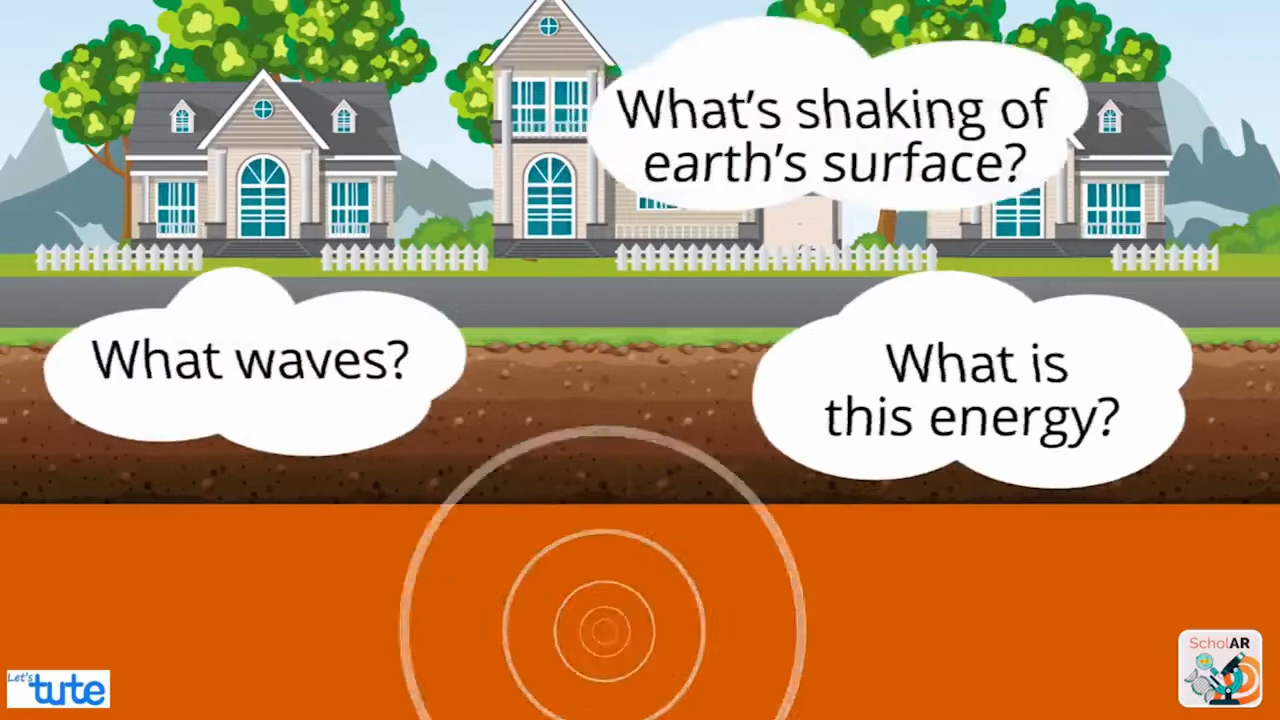 What's shaking of
earth's surface?
What waves?
What is
this energy?
Let's
tute
ScholAR